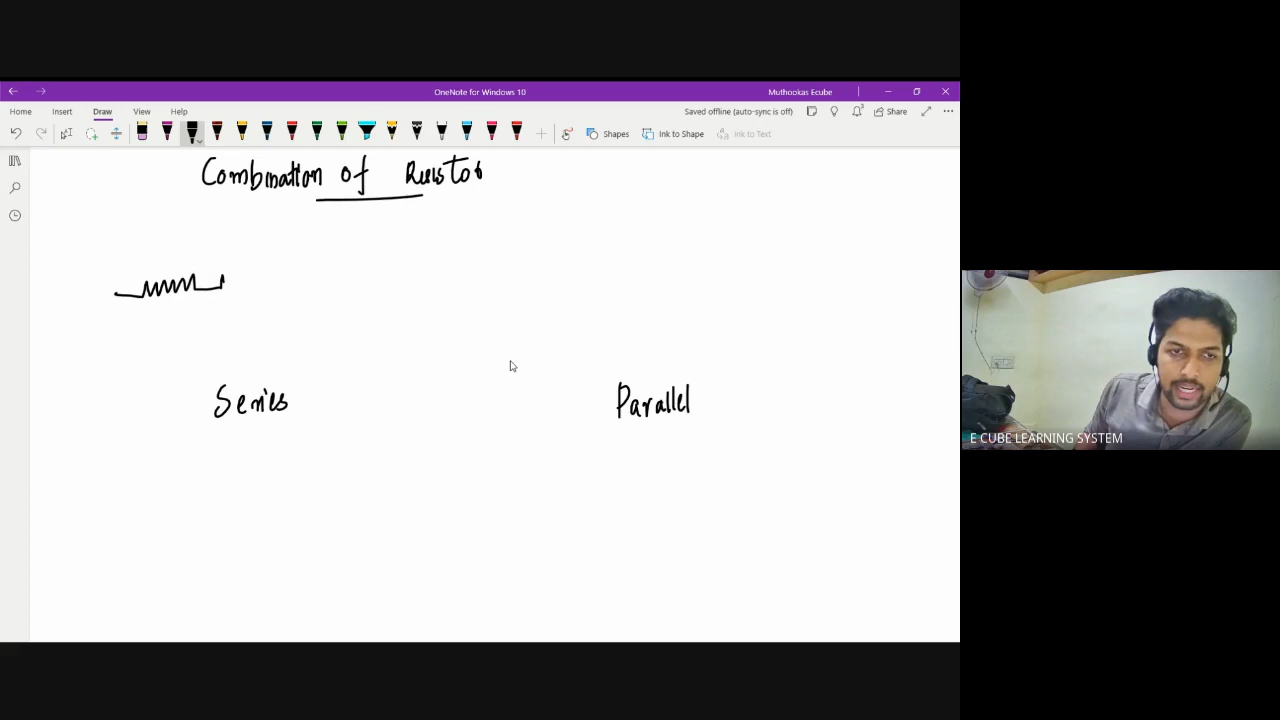 OneNote for Windows 10
Muthookas Ecube
Home Insert Draw View Help
Saved offline (auto-sync is off)
Share
Shapes
Ink to Shape
Ink to Text
Combination of Resistor
Series
Parallel
E CUBE LEARNING SYSTEM